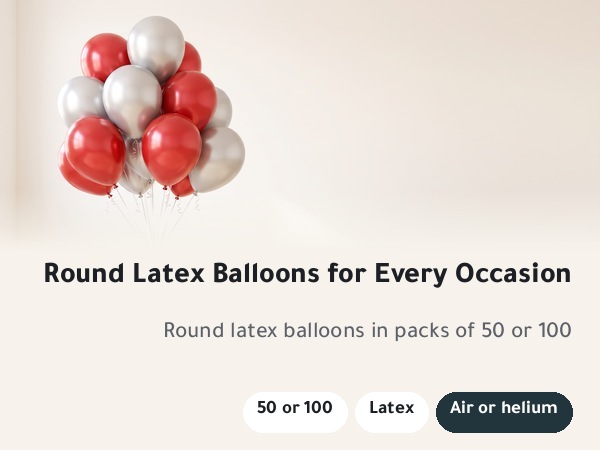 Round Latex Balloons for Every Occasion
Round latex balloons in packs of 50 or 100
50 or 100
Latex
Air or helium